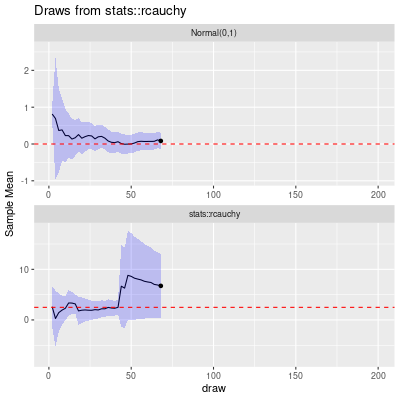 Draws from stats::rcauchy
Normal(0,1)
2
1
0
-1
0 50 100 150 200
stats::rcauchy
10
0
0 50 100 150 200
Sample Mean
draw